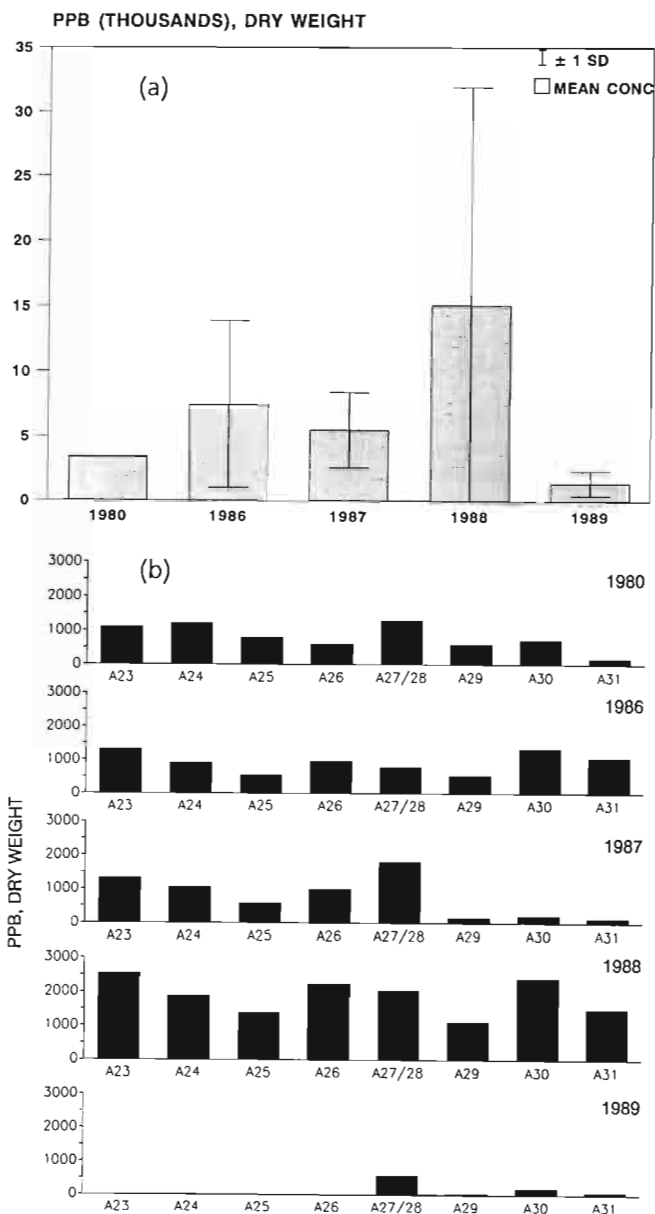 PPB (THOUSANDS), DRY WEIGHT
35
± 1 SD
(a)
MEAN CONC
30
25
20
15
10
5
0
1980 1986 1987 1988 1989
(b)
3000
1980
2000
1000
0
A23 A24 A25 A26 A27/28 A29 A30 A31
3000
1986
2000
1000
0
A23 A24 A25 A26 A27/28 A29 A30 A31
PPB, DRY WEIGHT
3000
1987
2000
1000
0
A23 A24 A25 A26 A27/28 A29 A30 A31
3000
1988
2000
1000
0
A23 A24 A25 A26 A27/28 A29 A30 A31
3000
1989
2000
1000
0
A23 A24 A25 A26 A27/28 A29 A30 A31